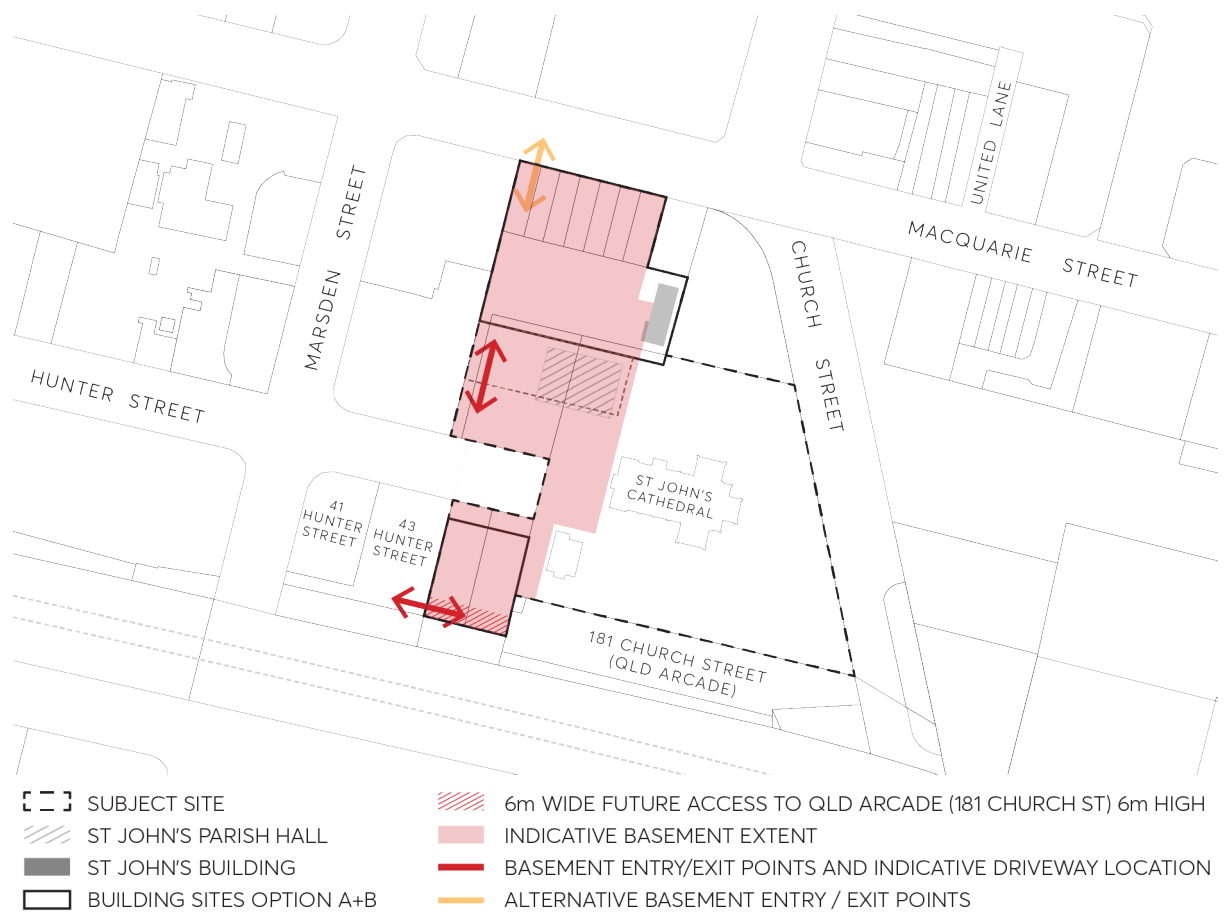 UNITED LANE
MACQUARIE STREET
MARSDEN STREET
CHURCH STREET
HUNTER STREET
ST JOHN'S
CATHEDRAL
41
HUNTER
STREET
43
HUNTER
STREET
181 CHURCH STREET
(QLD ARCADE)
SUBJECT SITE
ST JOHN'S PARISH HALL
ST JOHN'S BUILDING
BUILDING SITES OPTION A+B
6m WIDE FUTURE ACCESS TO QLD ARCADE (181 CHURCH ST) 6m HIGH
INDICATIVE BASEMENT EXTENT
BASEMENT ENTRY/EXIT POINTS AND INDICATIVE DRIVEWAY LOCATION
ALTERNATIVE BASEMENT ENTRY / EXIT POINTS